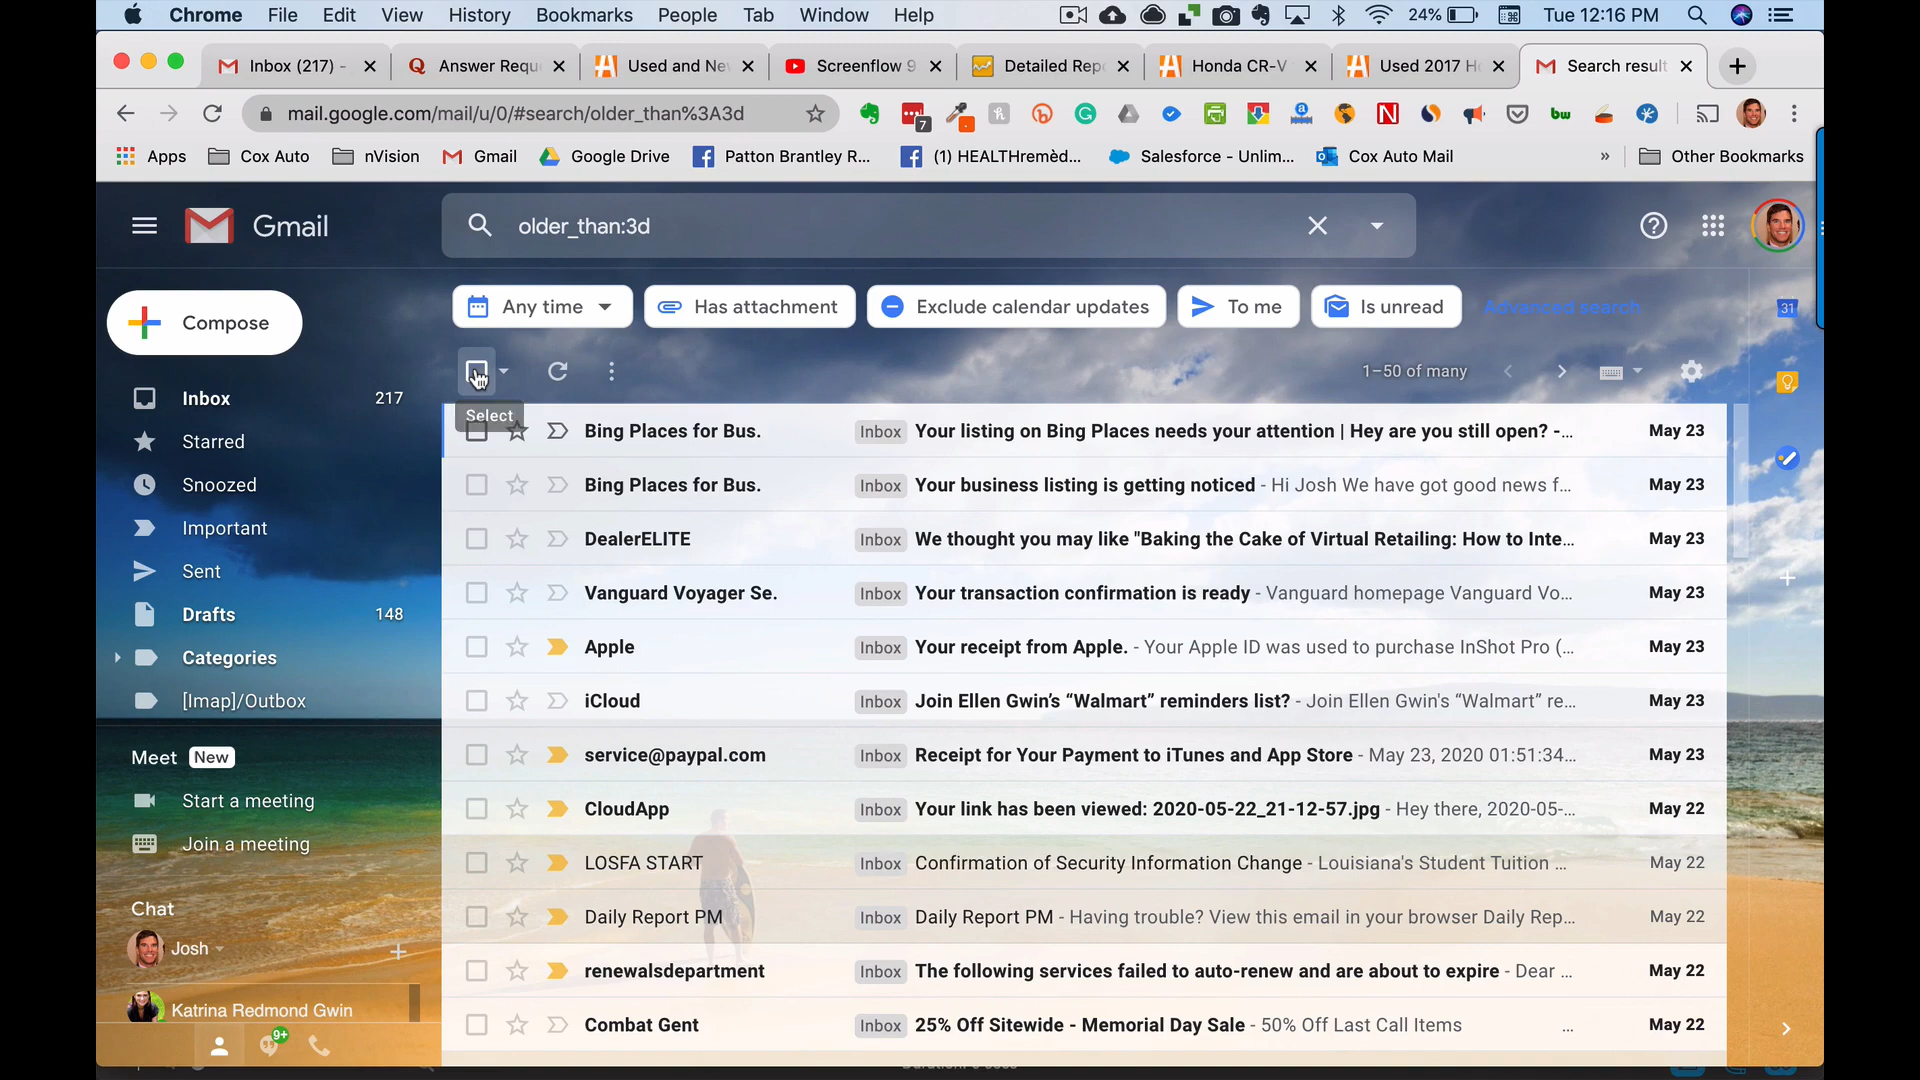 Chrome File Edit View History Bookmarks People Tab Window Help 24% Tue 12:16 PM
Inbox (217) - Answer Requ Used and Nev Screenflow 9 Detailed Repo Honda CR-V Used 2017 Ho Search result
mail.google.com/mail/u/0/#search/older_than%3A3d 7 bw
Apps Cox Auto nVision Gmail Google Drive Patton Brantley R... (1) HEALTHremèd... Salesforce - Unlim... Cox Auto Mail » Other Bookmarks
Gmail older_than:3d
Compose Any time Has attachment Exclude calendar updates To me Is unread Advanced search 31
1–50 of many
Select
Inbox 217
Starred
Snoozed
Important
Sent
Drafts 148
Categories
[Imap]/Outbox
Meet New
Start a meeting
Join a meeting
Chat
Josh
Katrina Redmond Gwin
9+
Bing Places for Bus. Inbox Your listing on Bing Places needs your attention | Hey are you still open? -... May 23
Bing Places for Bus. Inbox Your business listing is getting noticed - Hi Josh We have got good news f... May 23
DealerELITE Inbox We thought you may like "Baking the Cake of Virtual Retailing: How to Inte... May 23
Vanguard Voyager Se. Inbox Your transaction confirmation is ready - Vanguard homepage Vanguard Vo... May 23
Apple Inbox Your receipt from Apple. - Your Apple ID was used to purchase InShot Pro (... May 23
iCloud Inbox Join Ellen Gwin’s “Walmart” reminders list? - Join Ellen Gwin's “Walmart” re... May 23
service@paypal.com Inbox Receipt for Your Payment to iTunes and App Store - May 23, 2020 01:51:34... May 23
CloudApp Inbox Your link has been viewed: 2020-05-22_21-12-57.jpg - Hey there, 2020-05-... May 22
LOSFA START Inbox Confirmation of Security Information Change - Louisiana's Student Tuition ... May 22
Daily Report PM Inbox Daily Report PM - Having trouble? View this email in your browser Daily Rep... May 22
renewalsdepartment Inbox The following services failed to auto-renew and are about to expire - Dear ... May 22
Combat Gent Inbox 25% Off Sitewide - Memorial Day Sale - 50% Off Last Call Items ... May 22